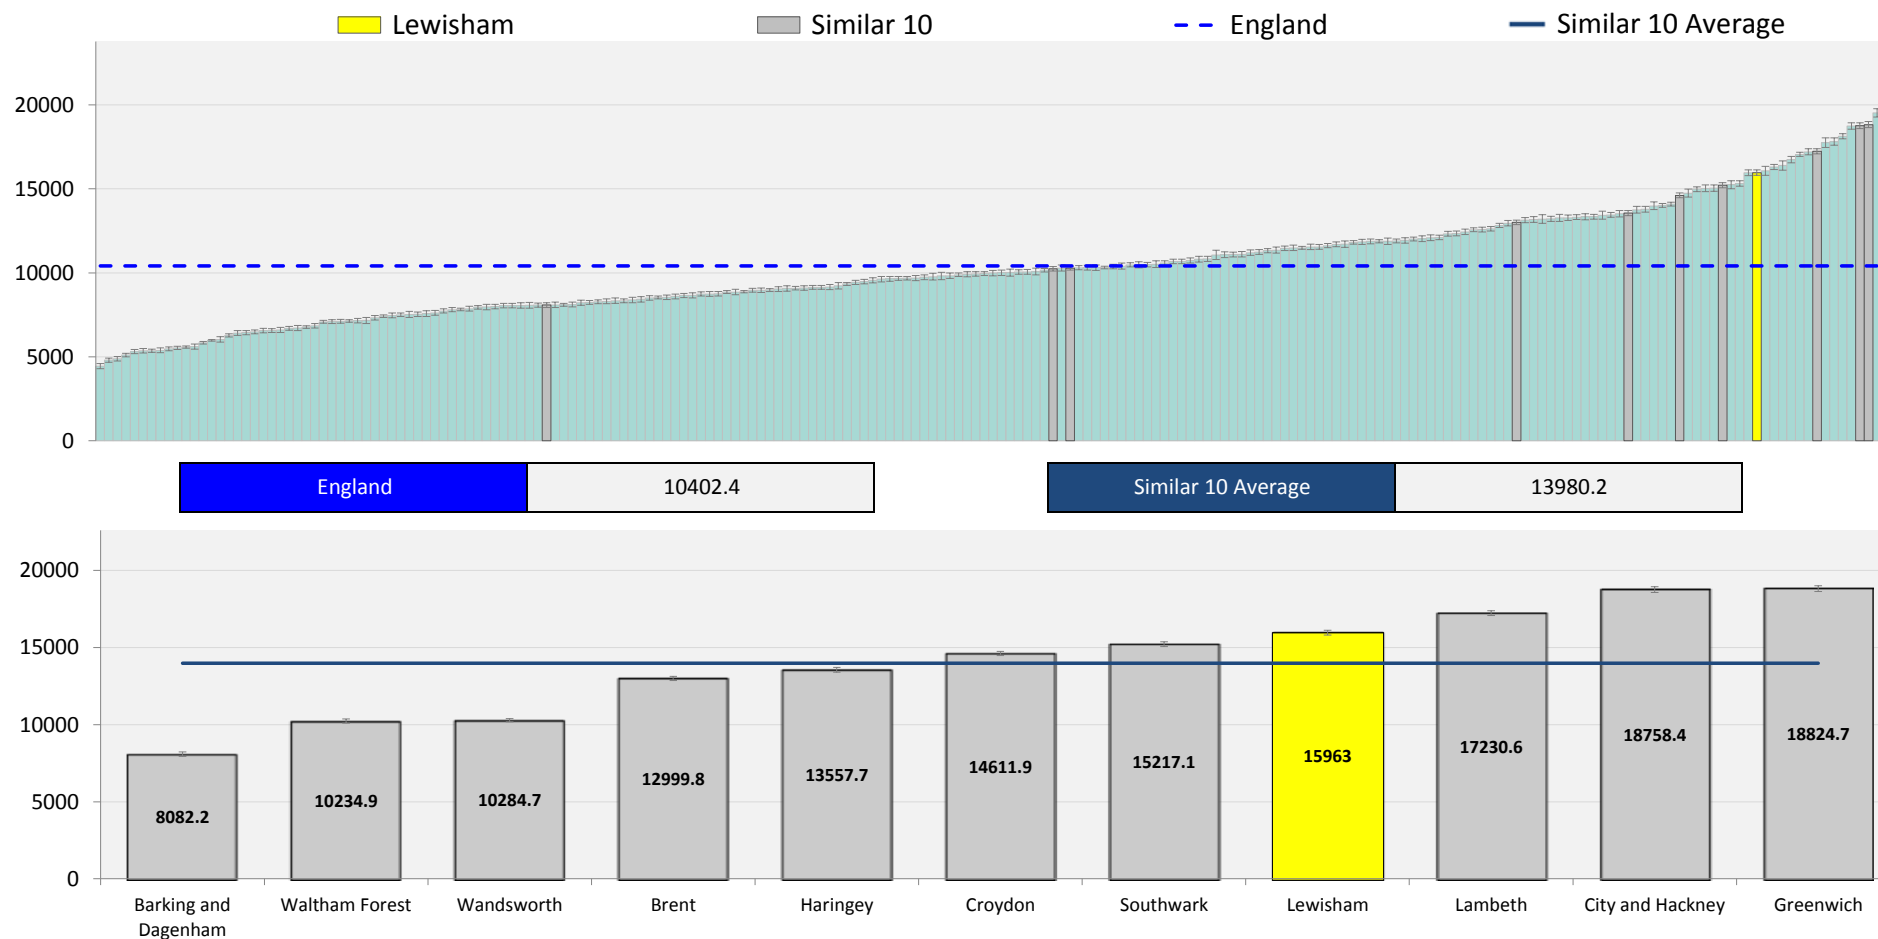 Lewisham
Similar 10
England
Similar 10 Average
20000
15000
10000
5000
0
England
10402.4
Similar 10 Average
13980.2
20000
15000
10000
5000
0
8082.2
10234.9
10284.7
12999.8
13557.7
14611.9
15217.1
15963
17230.6
18758.4
18824.7
Barking and
Dagenham
Waltham Forest
Wandsworth
Brent
Haringey
Croydon
Southwark
Lewisham
Lambeth
City and Hackney
Greenwich